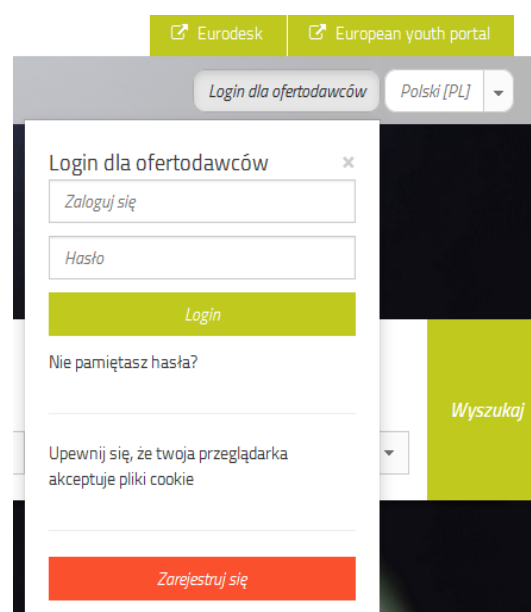 Eurodesk
European youth portal
Login dla ofertodawców
Polski [PL]
Login dla ofertodawców ×
Zaloguj się
Hasło
Login
Nie pamiętasz hasła?
Wyszukaj
Upewnij się, że twoja przeglądarka
akceptuje pliki cookie
Zarejestruj się